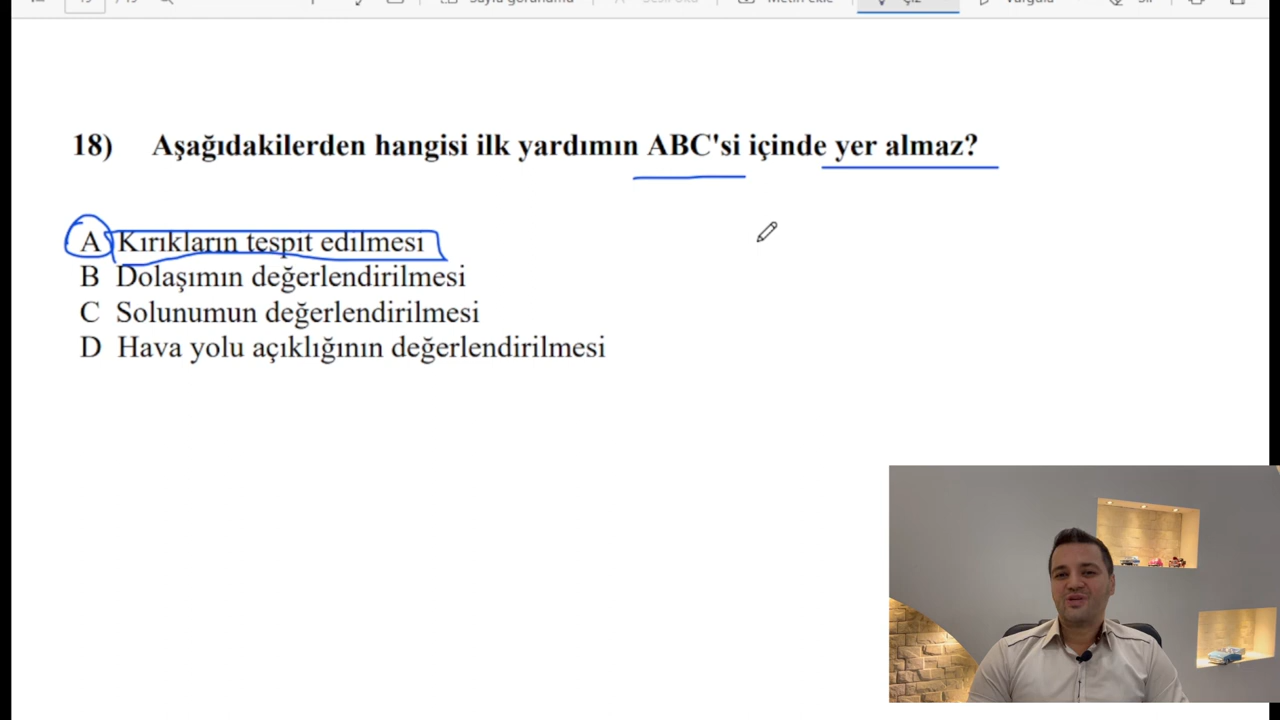 18) Aşağıdakilerden hangisi ilk yardımın ABC'si içinde yer almaz?
A Kırıkların tespit edilmesi
B Dolaşımın değerlendirilmesi
C Solunumun değerlendirilmesi
D Hava yolu açıklığının değerlendirilmesi